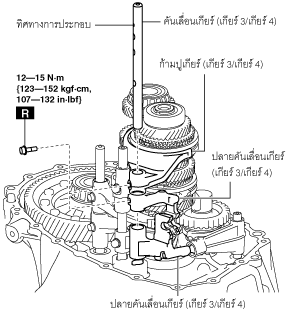 ทิศทางการประกอบ
คันเลื่อนเกียร์ (เกียร์ 3/เกียร์ 4)
ก้ามปูเกียร์ (เกียร์ 3/เกียร์ 4)
12—15 N·m
{123—152 kgf·cm,
107—132 in·lbf}
R
ปลายคันเลื่อนเกียร์
(เกียร์ 3/เกียร์ 4)
ปลายคันเลื่อนเกียร์ (เกียร์ 3/เกียร์ 4)